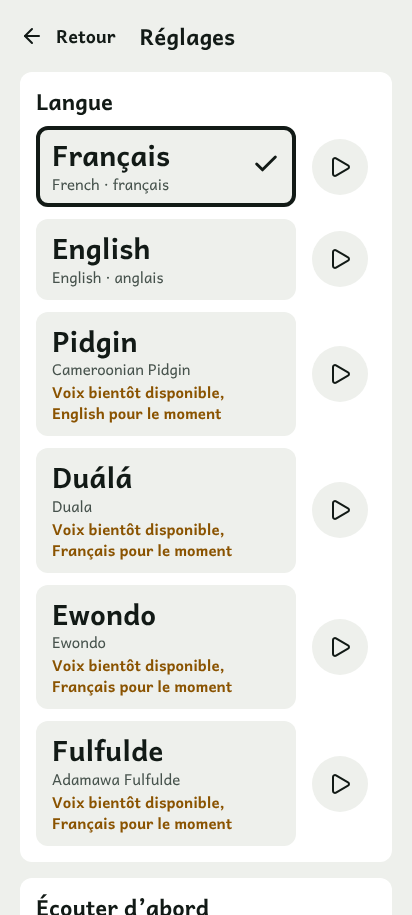 Retour Réglages
Langue
Français
French · français
English
English · anglais
Pidgin
Cameroonian Pidgin
Voix bientôt disponible,
English pour le moment
Duálá
Duala
Voix bientôt disponible,
Français pour le moment
Ewondo
Ewondo
Voix bientôt disponible,
Français pour le moment
Fulfulde
Adamawa Fulfulde
Voix bientôt disponible,
Français pour le moment
Écouter d’abord